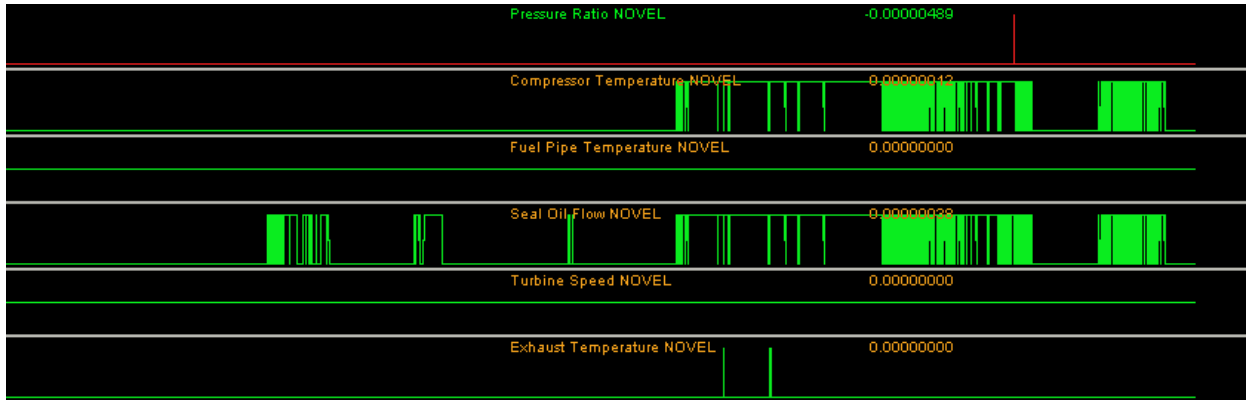 Pressure Ratio NOVEL -0.00000489
Compressor Temperature NOVEL 0.00000012
Fuel Pipe Temperature NOVEL 0.00000000
Seal Oil Flow NOVEL 0.00000038
Turbine Speed NOVEL 0.00000000
Exhaust Temperature NOVEL 0.00000000